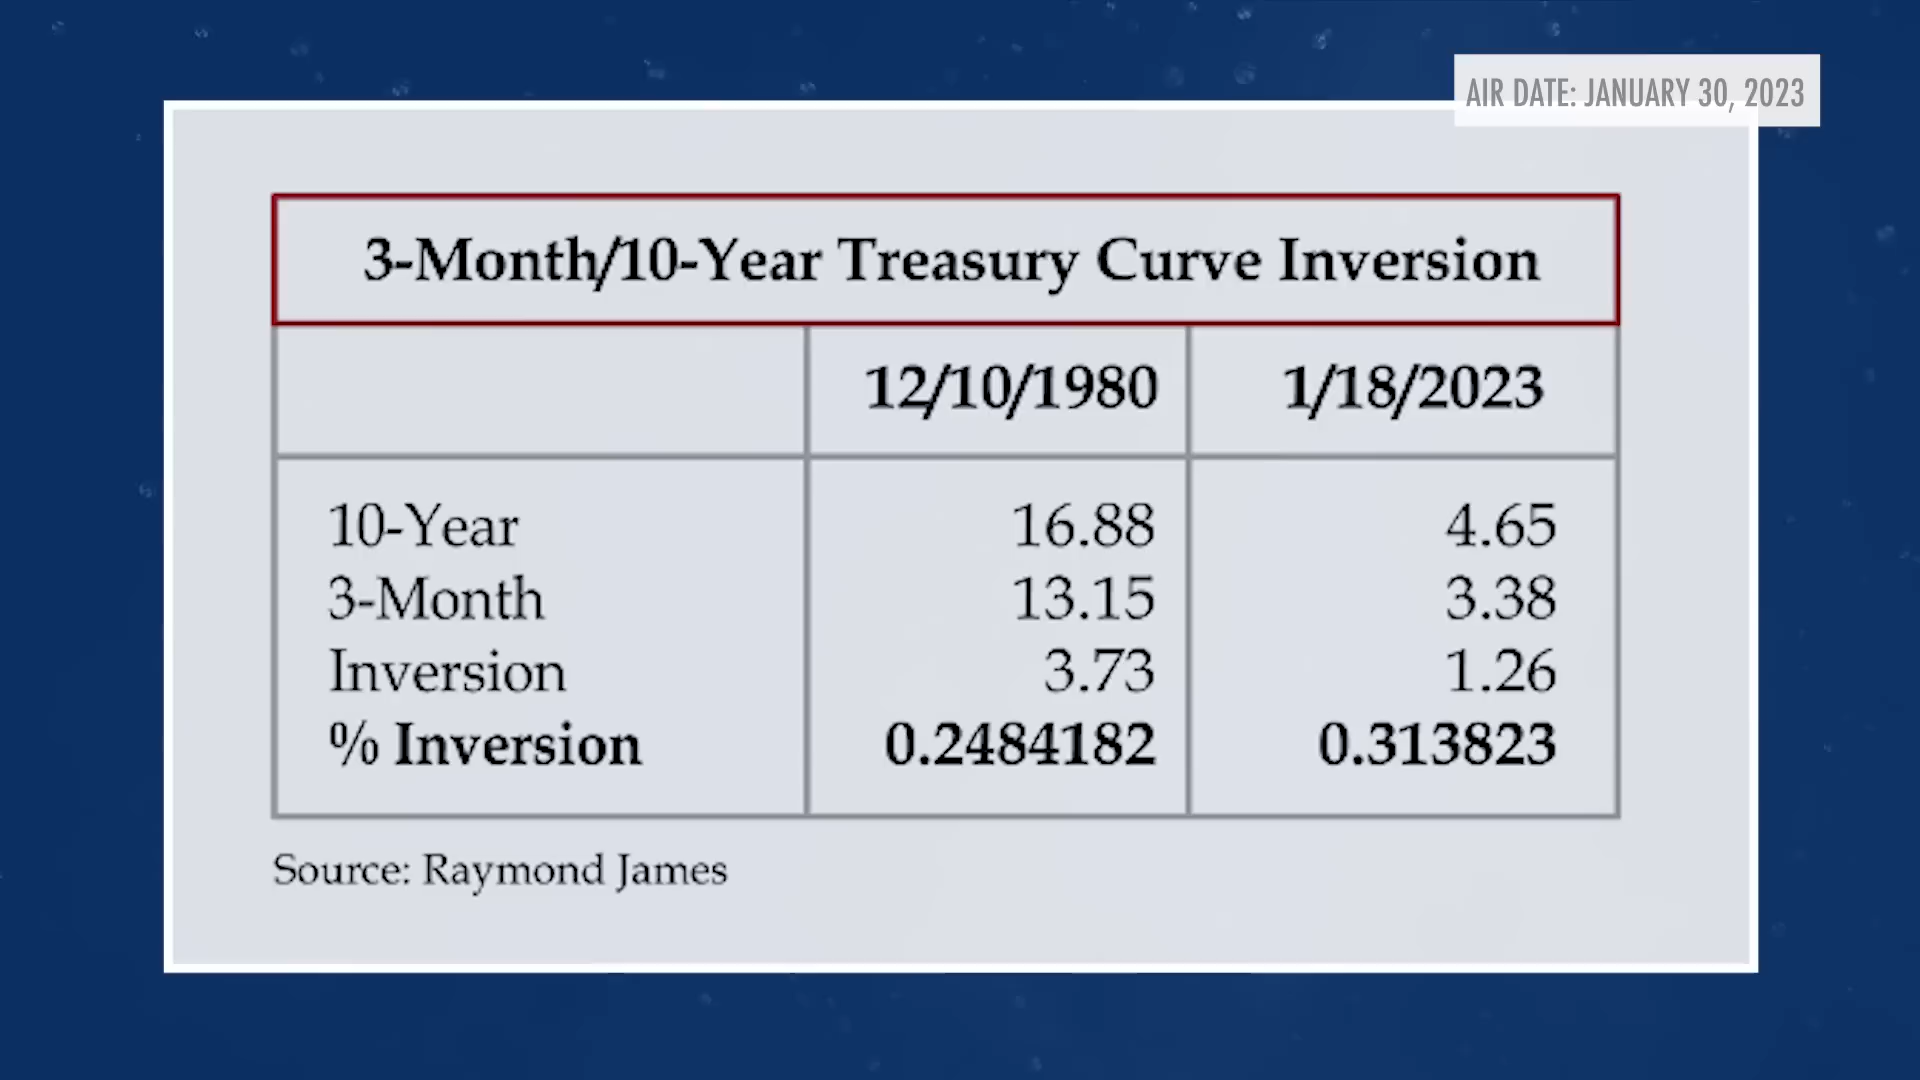 AIR DATE: JANUARY 30, 2023
3-Month/10-Year Treasury Curve Inversion
12/10/1980 1/18/2023
10-Year 16.88 4.65
3-Month 13.15 3.38
Inversion 3.73 1.26
% Inversion 0.2484182 0.313823
Source: Raymond James